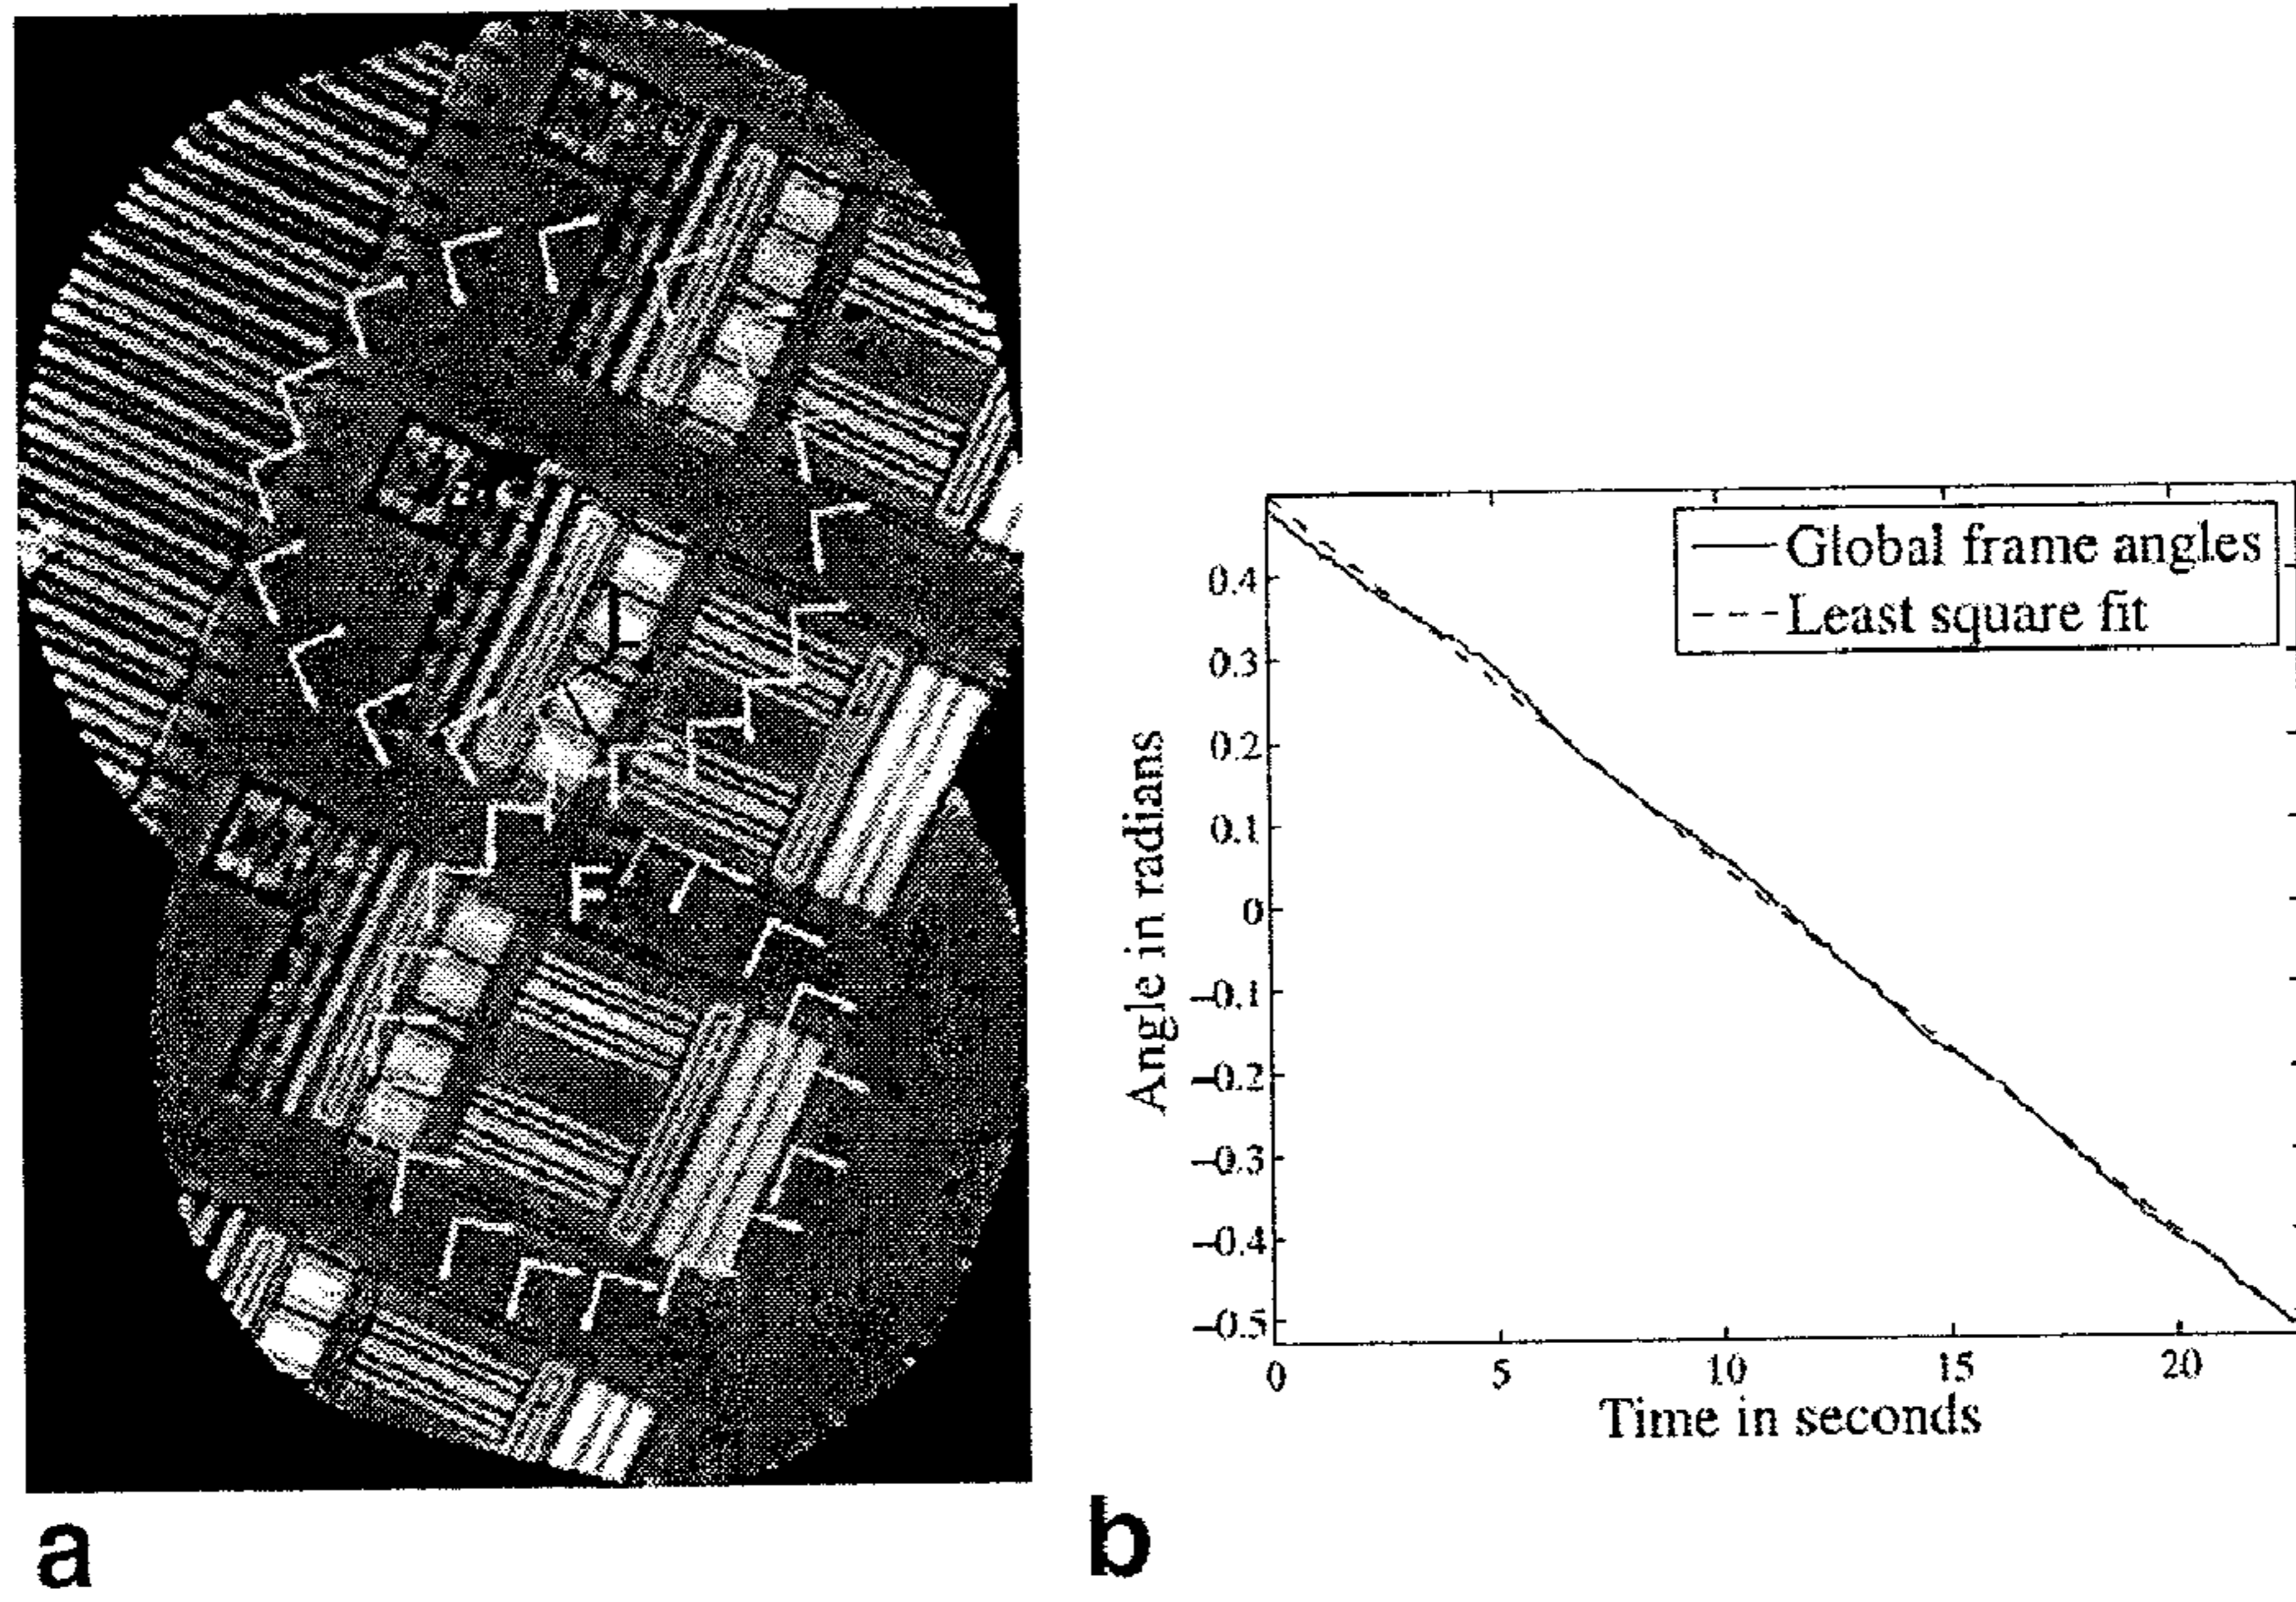 L
F
Global frame angles
Least square fit
Angle in radians
0.4
0.3
0.2
0.1
0
-0.1
-0.2
-0.3
-0.4
-0.5
0
5
10
15
20
Time in seconds
a
b